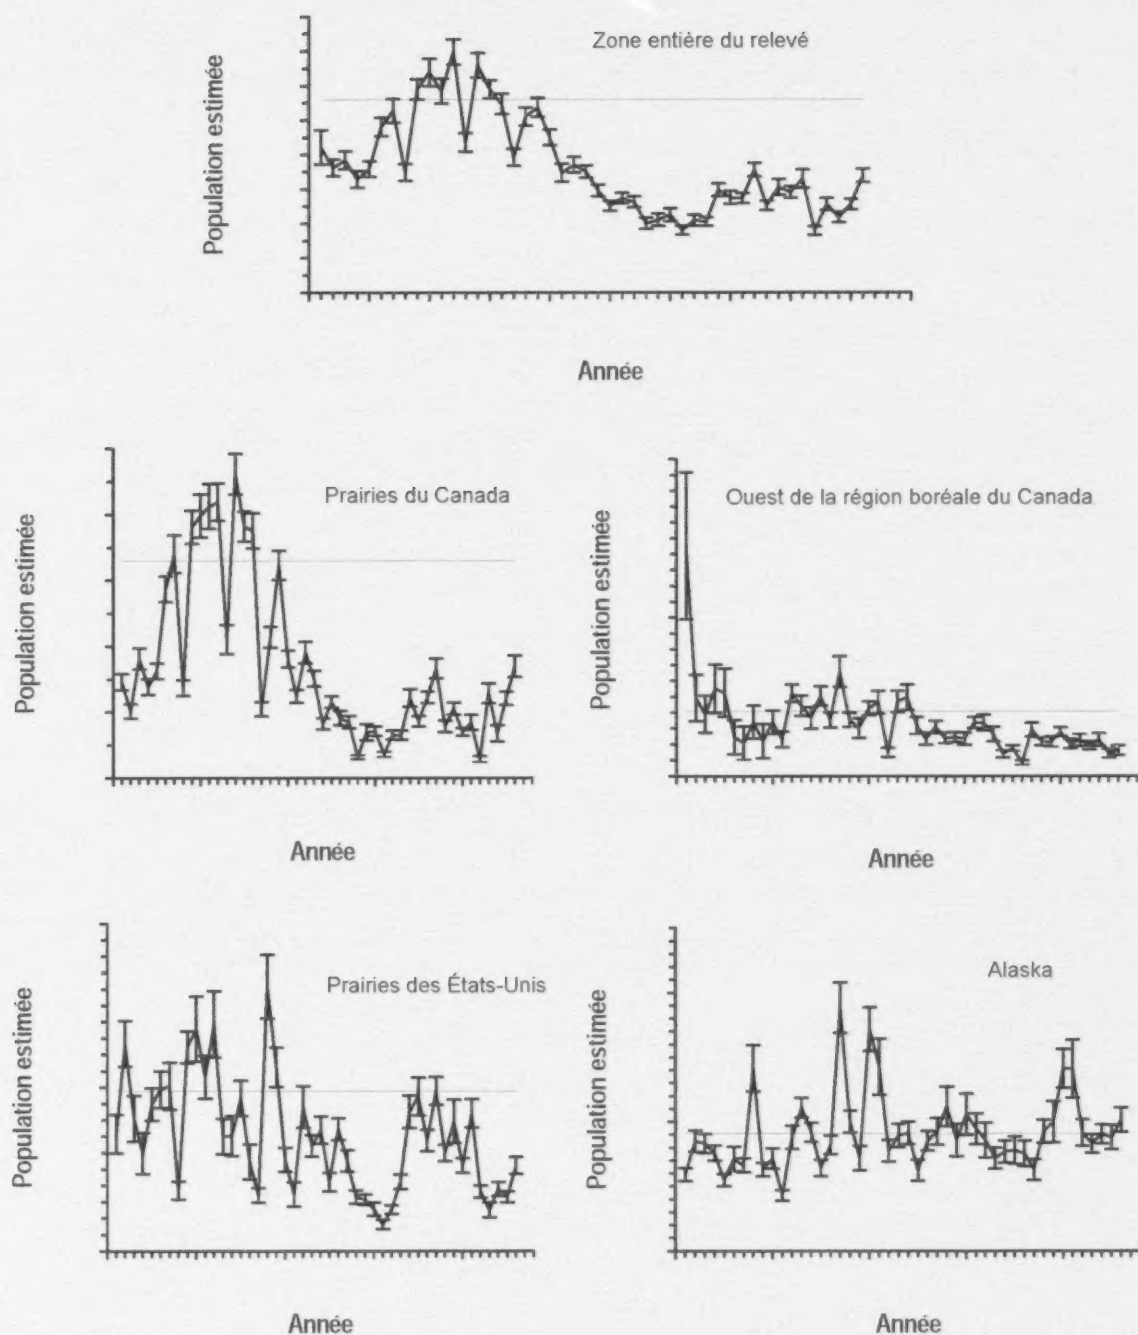 Zone entière du relevé
Population estimée
Année
Prairies du Canada
Population estimée
Année
Ouest de la région boréale du Canada
Population estimée
Année
Prairies des États-Unis
Population estimée
Année
Alaska
Population estimée
Année